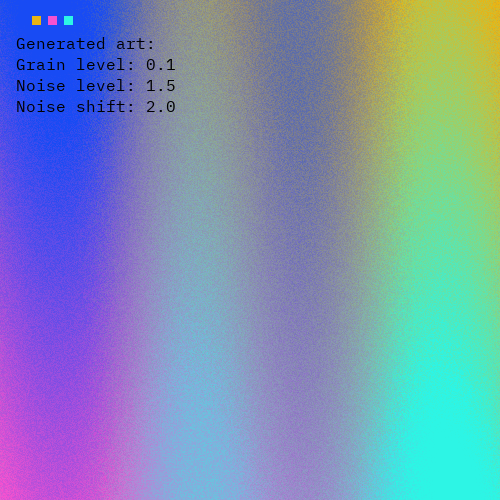 Generated art:
Grain level: 0.1
Noise level: 1.5
Noise shift: 2.0